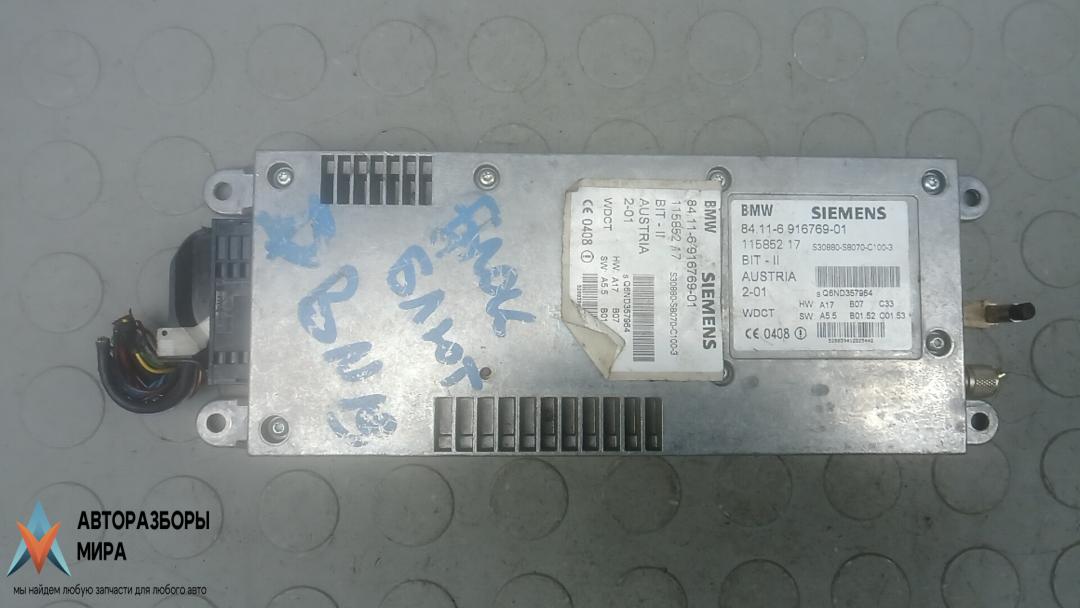 Блок
блют
BMW
BMW SIEMENS
84.11-6'916769-01
115852 17 S30880-S8070-C100-3
BIT - II
AUSTRIA
2-01 s Q6ND357964
HW A17 B07
WDCT SW A5.5 B01
CE 0408
BMW SIEMENS
84.11-6 916769-01
115852 17 S30880-S8070-C100-3
BIT - II
AUSTRIA
2-01 s Q6ND357964
HW A17 B07 C33
WDCT SW A5.5 B01.52 O01.53
CE 0408
АВТОРАЗБОРЫ
МИРА
мы найдем любую запчасти для любого авто